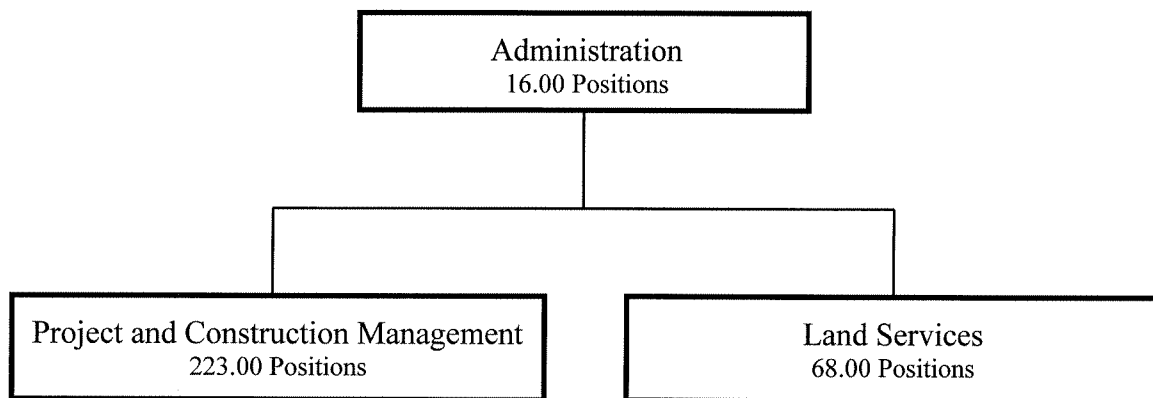 Administration
16.00 Positions
Project and Construction Management
223.00 Positions
Land Services
68.00 Positions